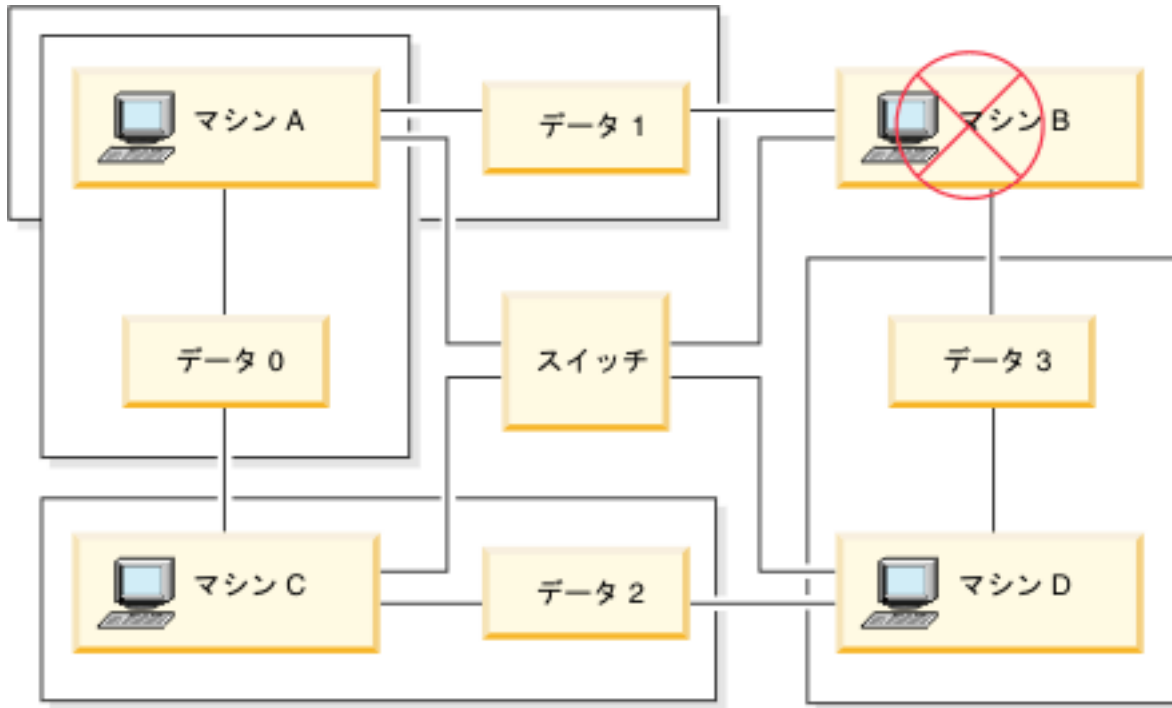 マシン A
データ 1
マシン B
データ 0
スイッチ
データ 3
マシン C
データ 2
マシン D